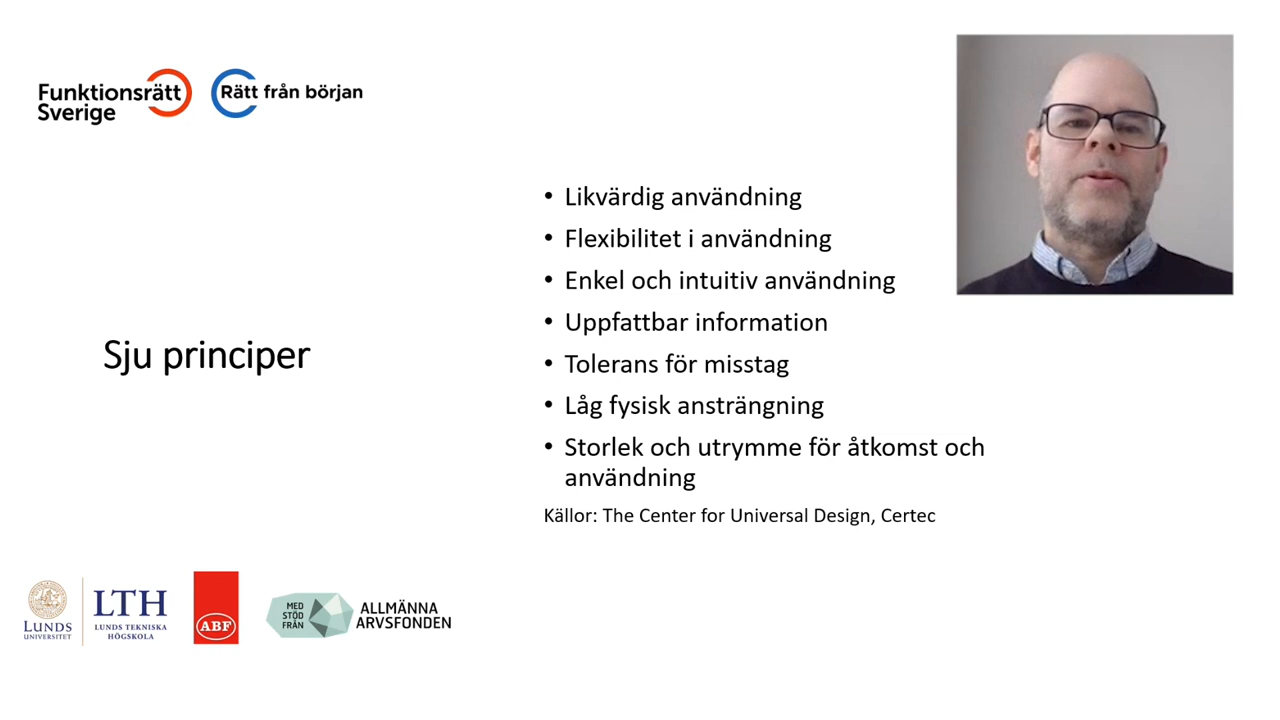 Funktionsrätt
Sverige
Rätt från början
• Likvärdig användning
• Flexibilitet i användning
• Enkel och intuitiv användning
• Uppfattbar information
Sju principer
• Tolerans för misstag
• Låg fysisk ansträngning
• Storlek och utrymme för åtkomst och
användning
Källor: The Center for Universal Design, Certec
LUNDS
UNIVERSITET
LTH
LUNDS TEKNISKA
HÖGSKOLA
ABF
MED
STÖD
FRÅN
ALLMÄNNA
ARVSFONDEN